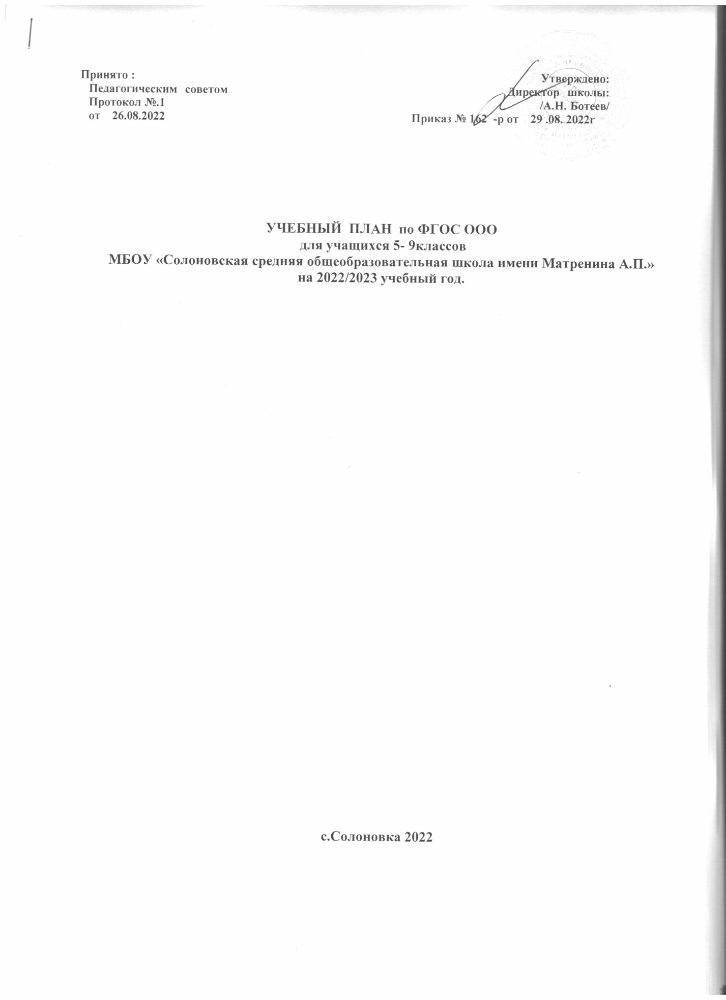 Принято :
Педагогическим советом
Протокол №.1
от 26.08.2022
Утверждено:
Директор школы:
/А.Н. Ботеев/
Приказ № 162 -р от 29 .08. 2022г
УЧЕБНЫЙ ПЛАН по ФГОС ООО
для учащихся 5- 9классов
МБОУ «Солоновская средняя общеобразовательная школа имени Матренина А.П.»
на 2022/2023 учебный год.
с.Солоновка 2022